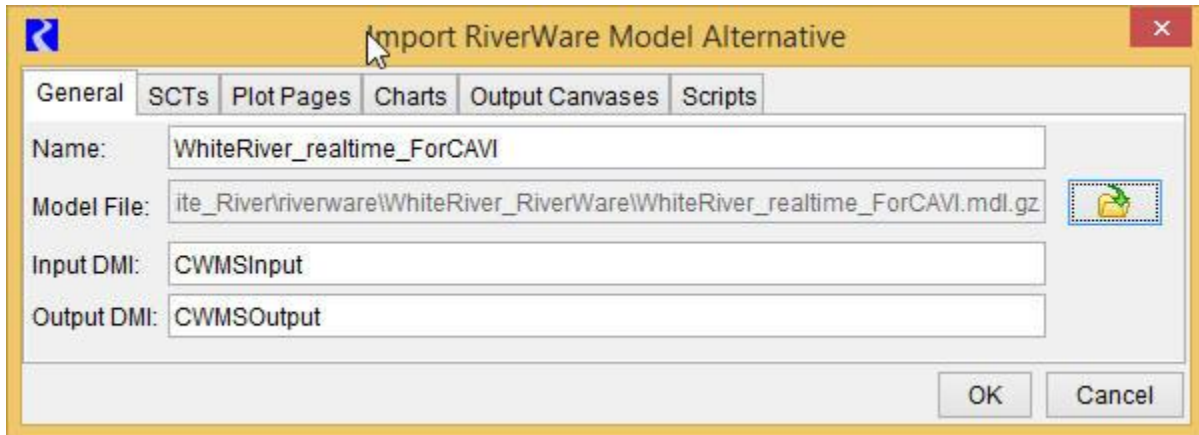 Import RiverWare Model Alternative
General SCTs Plot Pages Charts Output Canvases Scripts
Name: WhiteRiver_realtime_ForCAVI
Model File: ite_River\riverware\WhiteRiver_RiverWare\WhiteRiver_realtime_ForCAVI.mdl.gz
Input DMI: CWMSInput
Output DMI: CWMSOutput
OK Cancel